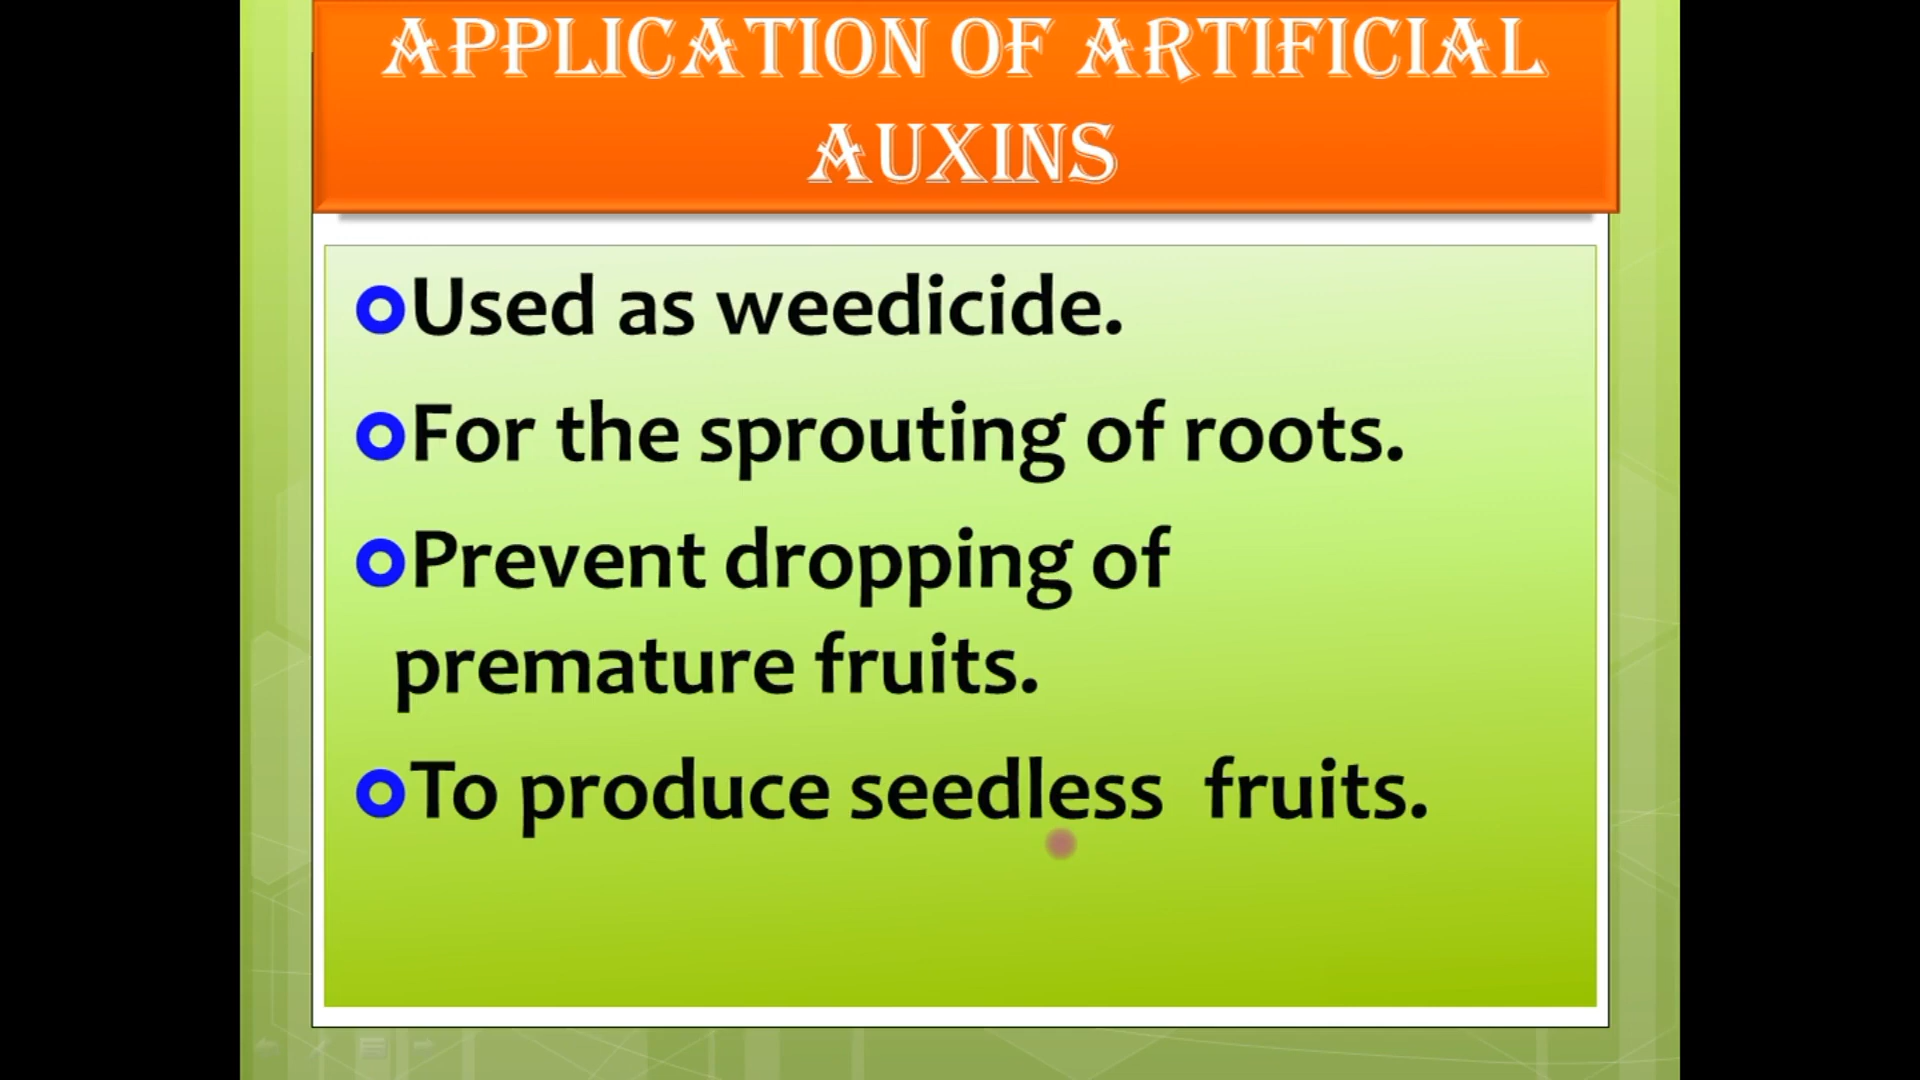 APPLICATION OF ARTIFICIAL
AUXINS
Used as weedicide.
For the sprouting of roots.
Prevent dropping of
premature fruits.
To produce seedless fruits.